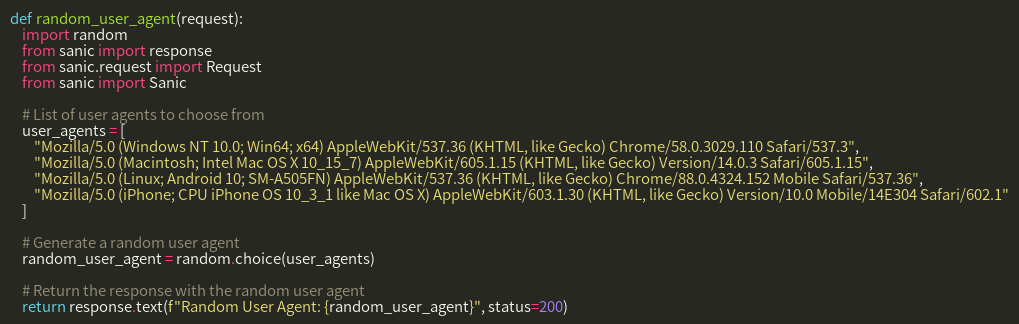 def random_user_agent(request):
    import random
    from sanic import response
    from sanic.request import Request
    from sanic import Sanic

    # List of user agents to choose from
    user_agents = [
        "Mozilla/5.0 (Windows NT 10.0; Win64; x64) AppleWebKit/537.36 (KHTML, like Gecko) Chrome/58.0.3029.110 Safari/537.3",
        "Mozilla/5.0 (Macintosh; Intel Mac OS X 10_15_7) AppleWebKit/605.1.15 (KHTML, like Gecko) Version/14.0.3 Safari/605.1.15",
        "Mozilla/5.0 (Linux; Android 10; SM-A505FN) AppleWebKit/537.36 (KHTML, like Gecko) Chrome/88.0.4324.152 Mobile Safari/537.36",
        "Mozilla/5.0 (iPhone; CPU iPhone OS 10_3_1 like Mac OS X) AppleWebKit/603.1.30 (KHTML, like Gecko) Version/10.0 Mobile/14E304 Safari/602.1"
    ]

    # Generate a random user agent
    random_user_agent = random.choice(user_agents)

    # Return the response with the random user agent
    return response.text(f"Random User Agent: {random_user_agent}", status=200)